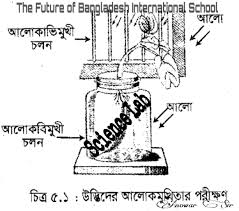 The Future of Bangladesh International School
আলো
আলোকাভিমুখী
চলন
আলো
আলোকবিমুখী
চলন
Science Lab
চিত্র ৫.১ : উদ্ভিদের আলোকমুখিতার পরীক্ষণ